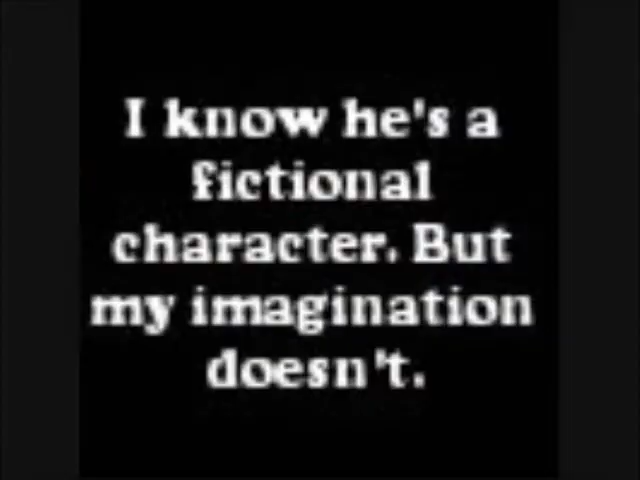 I know he's a
fictional
character. But
my imagination
doesn't.